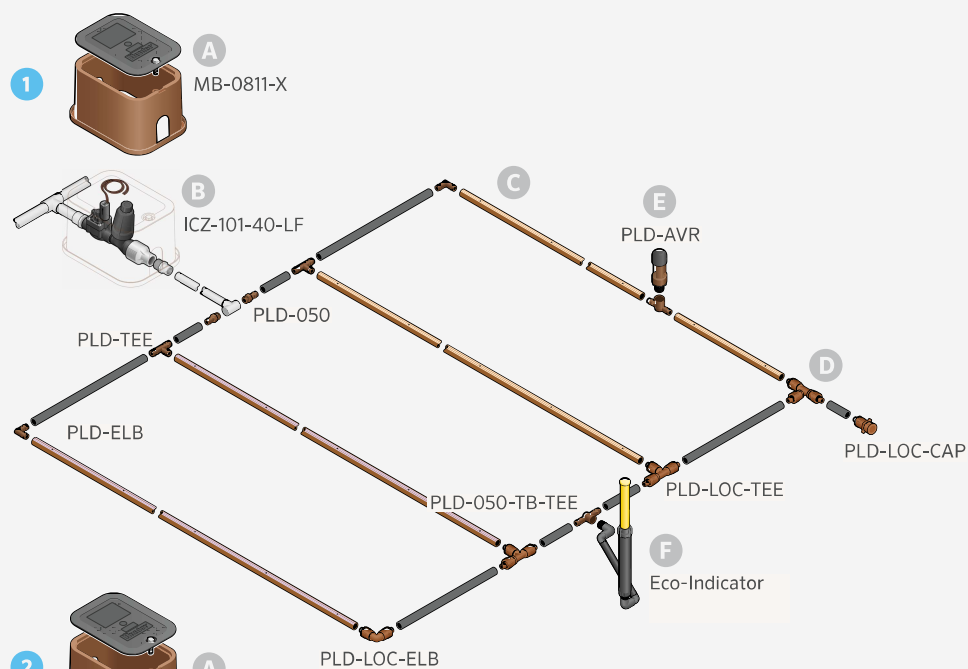 1
A
MB-0811-X
B
ICZ-101-40-LF
C
E
PLD-AVR
PLD-050
PLD-TEE
D
PLD-ELB
PLD-LOC-CAP
PLD-LOC-TEE
PLD-050-TB-TEE
F
Eco-Indicator
PLD-LOC-ELB
2
A